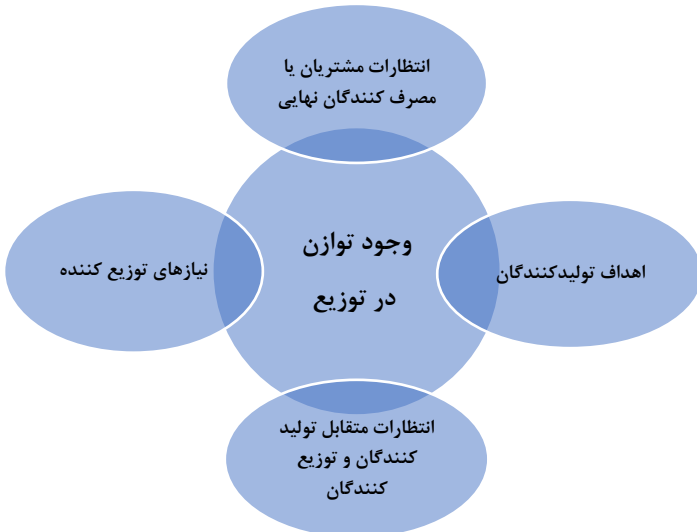 انتظارات مشتریان یا
مصرف کنندگان نهایی
وجود توازن
در توزیع
اهداف تولیدکنندگان
نیازهای توزیع کننده
انتظارات متقابل تولید
کنندگان و توزیع
کنندگان